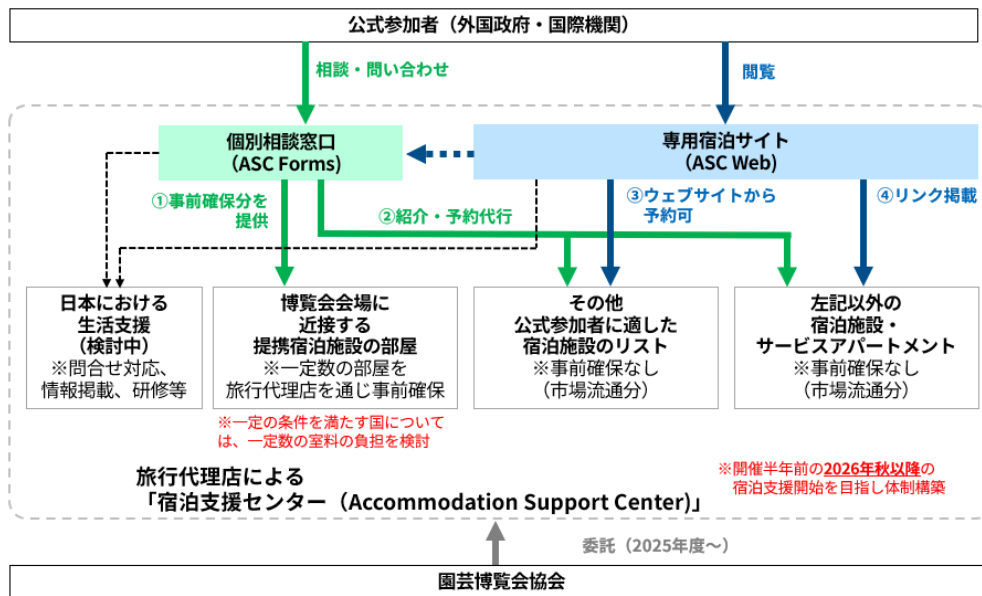 公式参加者（外国政府・国際機関）
相談・問い合わせ
閲覧
個別相談窓口
（ASC Forms)
専用宿泊サイト
（ASC Web)
①事前確保分を
提供
②紹介・予約代行
③ウェブサイトから
予約可
④リンク掲載
日本における
生活支援
（検討中）
※問合せ対応、
情報掲載、研修等
博覧会会場に
近接する
提携宿泊施設の部屋
※一定数の部屋を
旅行代理店を通じ事前確保
その他
公式参加者に適した
宿泊施設のリスト
※事前確保なし
（市場流通分）
左記以外の
宿泊施設・
サービスアパートメント
※事前確保なし
（市場流通分）
※一定の条件を満たす国について
は、一定数の室料の負担を検討
旅行代理店による
「宿泊支援センター（Accommodation Support Center)」
※開催半年前の2026年秋以降の
宿泊支援開始を目指し体制構築
委託（2025年度～）
園芸博覧会協会